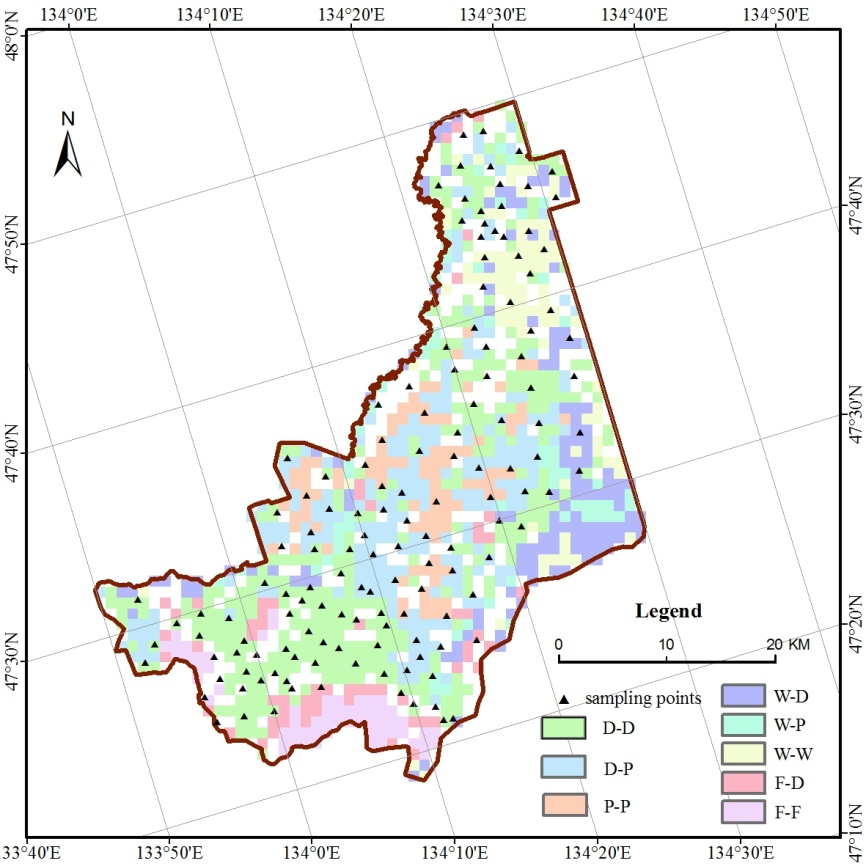 134°0'E 134°10'E 134°20'E 134°30'E 134°40'E 134°50'E
48°0'N
N
47°50'N
47°40'N
47°40'N
47°30'N
47°30'N
47°20'N
47°10'N
Legend
0 10 20 KM
sampling points
D-D
D-P
P-P
W-D
W-P
W-W
F-D
F-F
133°40'E 133°50'E 134°0'E 134°10'E 134°20'E 134°30'E